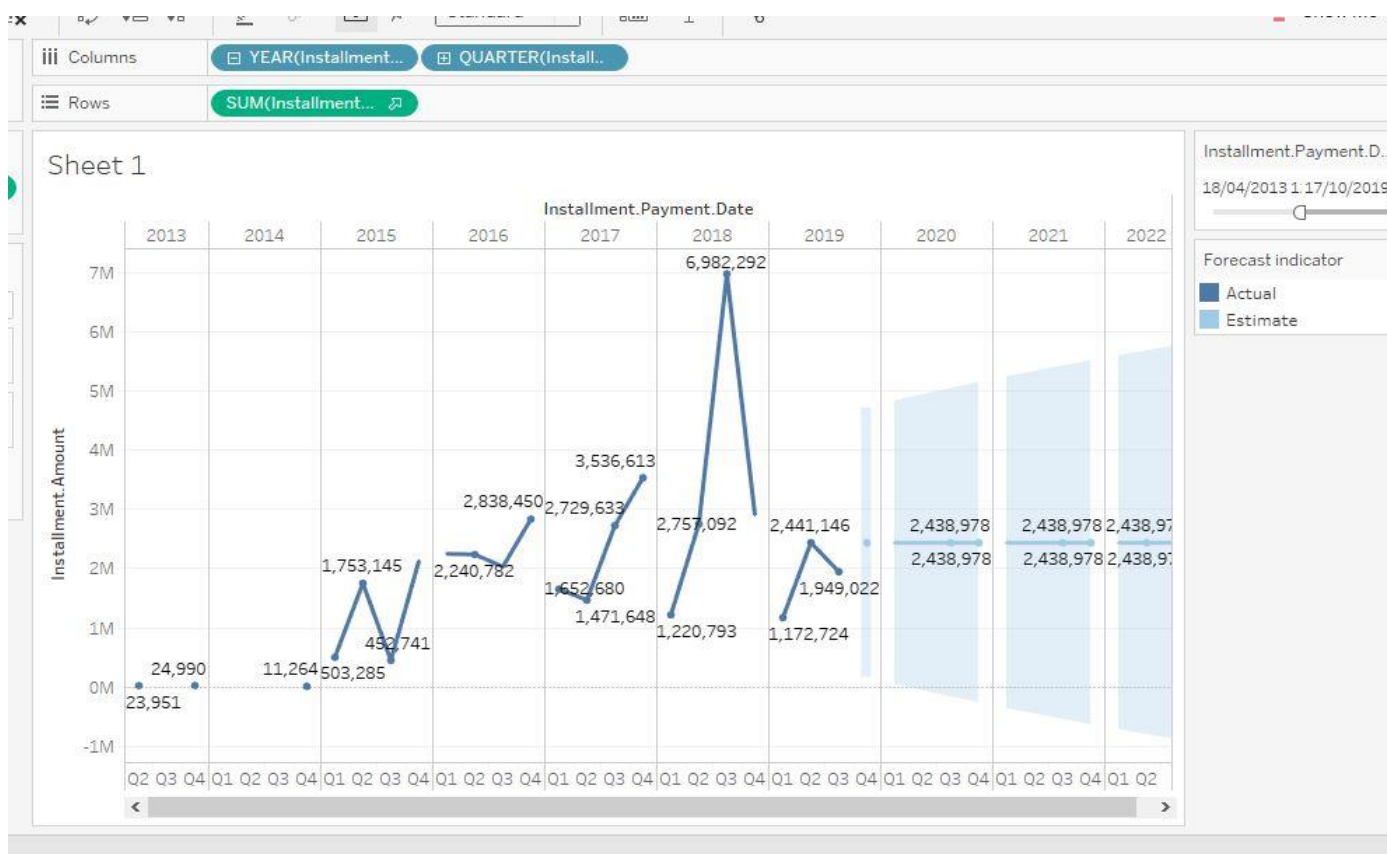 Columns
YEAR(Installment...
QUARTER(Install..
Rows
SUM(Installment...
Sheet 1
Installment.Payment.Date
2013 2014 2015 2016 2017 2018 2019 2020 2021 2022
7M
6M
5M
4M
3M
2M
1M
0M
-1M
Installment.Amount
23,951
24,990
11,264
503,285
1,753,145
452,741
2,240,782
2,838,450
1,652,680
1,471,648
2,729,633
3,536,613
1,220,793
2,757,092
6,982,292
1,172,724
2,441,146
1,949,022
2,438,978
2,438,978
2,438,978
2,438,978
2,438,97
2,438,97
Q2 Q3 Q4 Q1 Q2 Q3 Q4 Q1 Q2 Q3 Q4 Q1 Q2 Q3 Q4 Q1 Q2 Q3 Q4 Q1 Q2 Q3 Q4 Q1 Q2 Q3 Q4 Q1 Q2 Q3 Q4 Q1 Q2 Q3 Q4 Q1 Q2
Installment.Payment.D..
18/04/2013 1 17/10/2019
Forecast indicator
Actual
Estimate